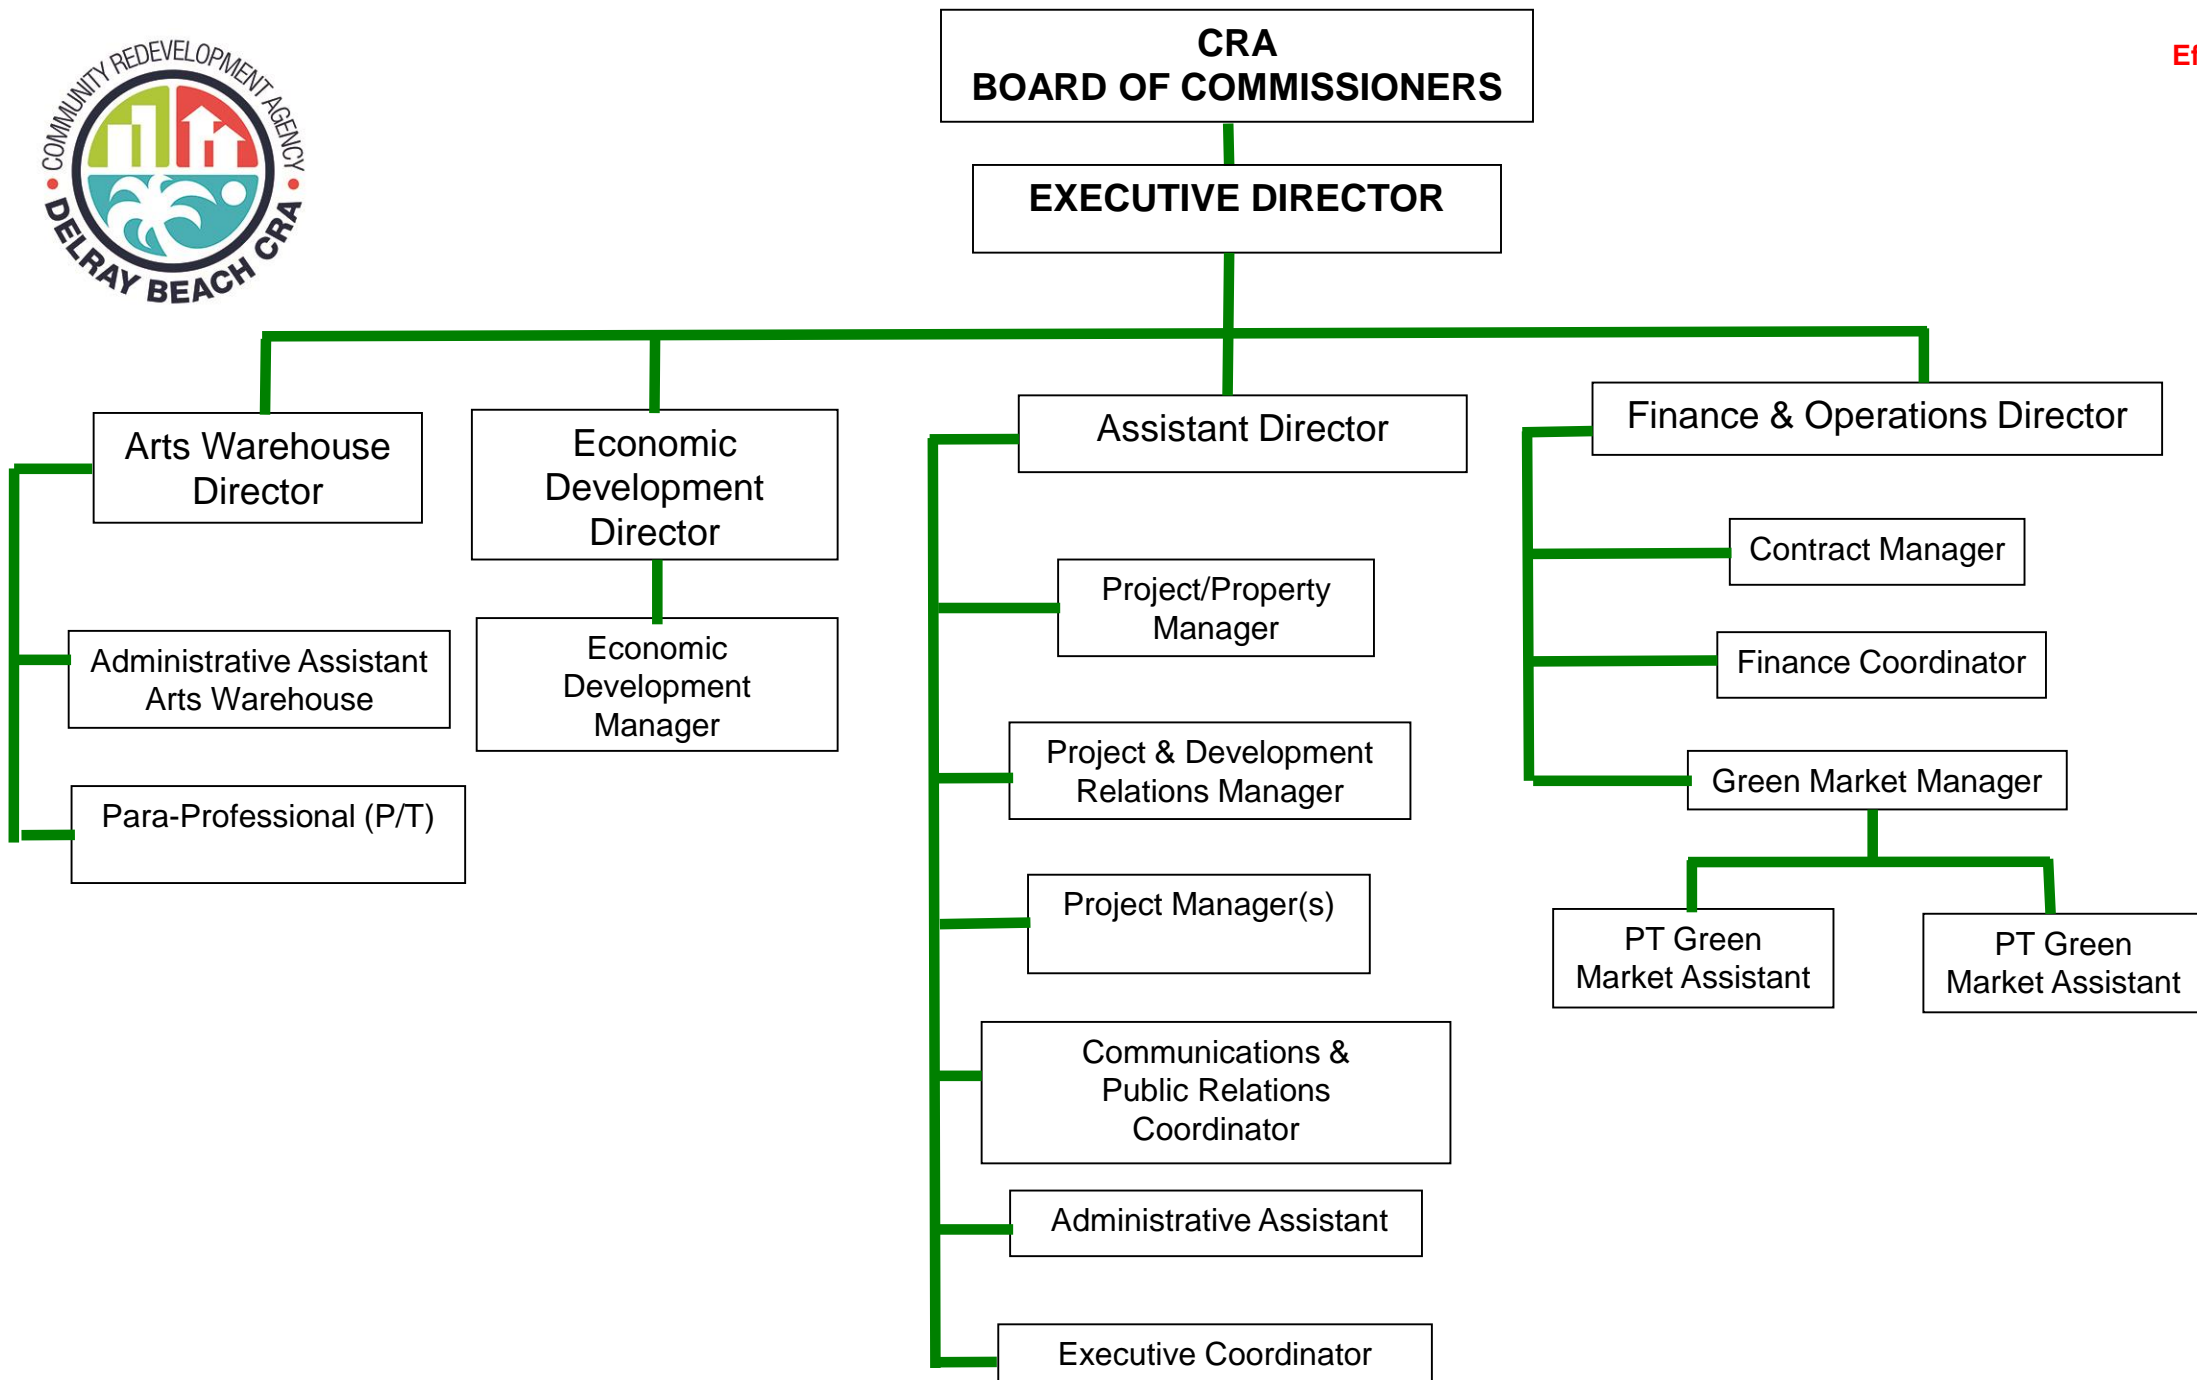 COMMUNITY REDEVELOPMENT AGENCY
DELRAY BEACH CRA
CRA
BOARD OF COMMISSIONERS
EXECUTIVE DIRECTOR
Arts Warehouse
Director
Economic
Development
Director
Assistant Director
Finance & Operations Director
Administrative Assistant
Arts Warehouse
Para-Professional (P/T)
Economic
Development
Manager
Project/Property
Manager
Project & Development
Relations Manager
Project Manager(s)
Communications &
Public Relations
Coordinator
Administrative Assistant
Executive Coordinator
Contract Manager
Finance Coordinator
Green Market Manager
PT Green
Market Assistant
PT Green
Market Assistant